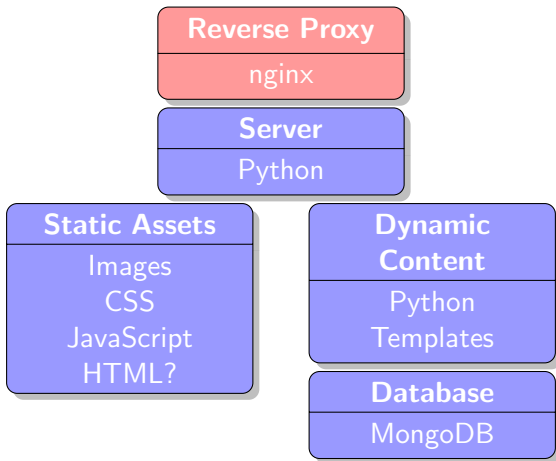 Reverse Proxy
nginx
Server
Python
Static Assets
Images
CSS
JavaScript
HTML?
Dynamic
Content
Python
Templates
Database
MongoDB